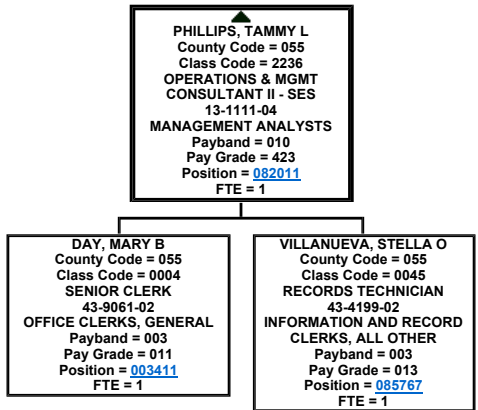 PHILLIPS, TAMMY L
County Code = 055
Class Code = 2236
OPERATIONS & MGMT
CONSULTANT II - SES
13-1111-04
MANAGEMENT ANALYSTS
Payband = 010
Pay Grade = 423
Position = 082011
FTE = 1
DAY, MARY B
County Code = 055
Class Code = 0004
SENIOR CLERK
43-9061-02
OFFICE CLERKS, GENERAL
Payband = 003
Pay Grade = 011
Position = 003411
FTE = 1
VILLANUEVA, STELLA O
County Code = 055
Class Code = 0045
RECORDS TECHNICIAN
43-4199-02
INFORMATION AND RECORD
CLERKS, ALL OTHER
Payband = 003
Pay Grade = 013
Position = 085767
FTE = 1